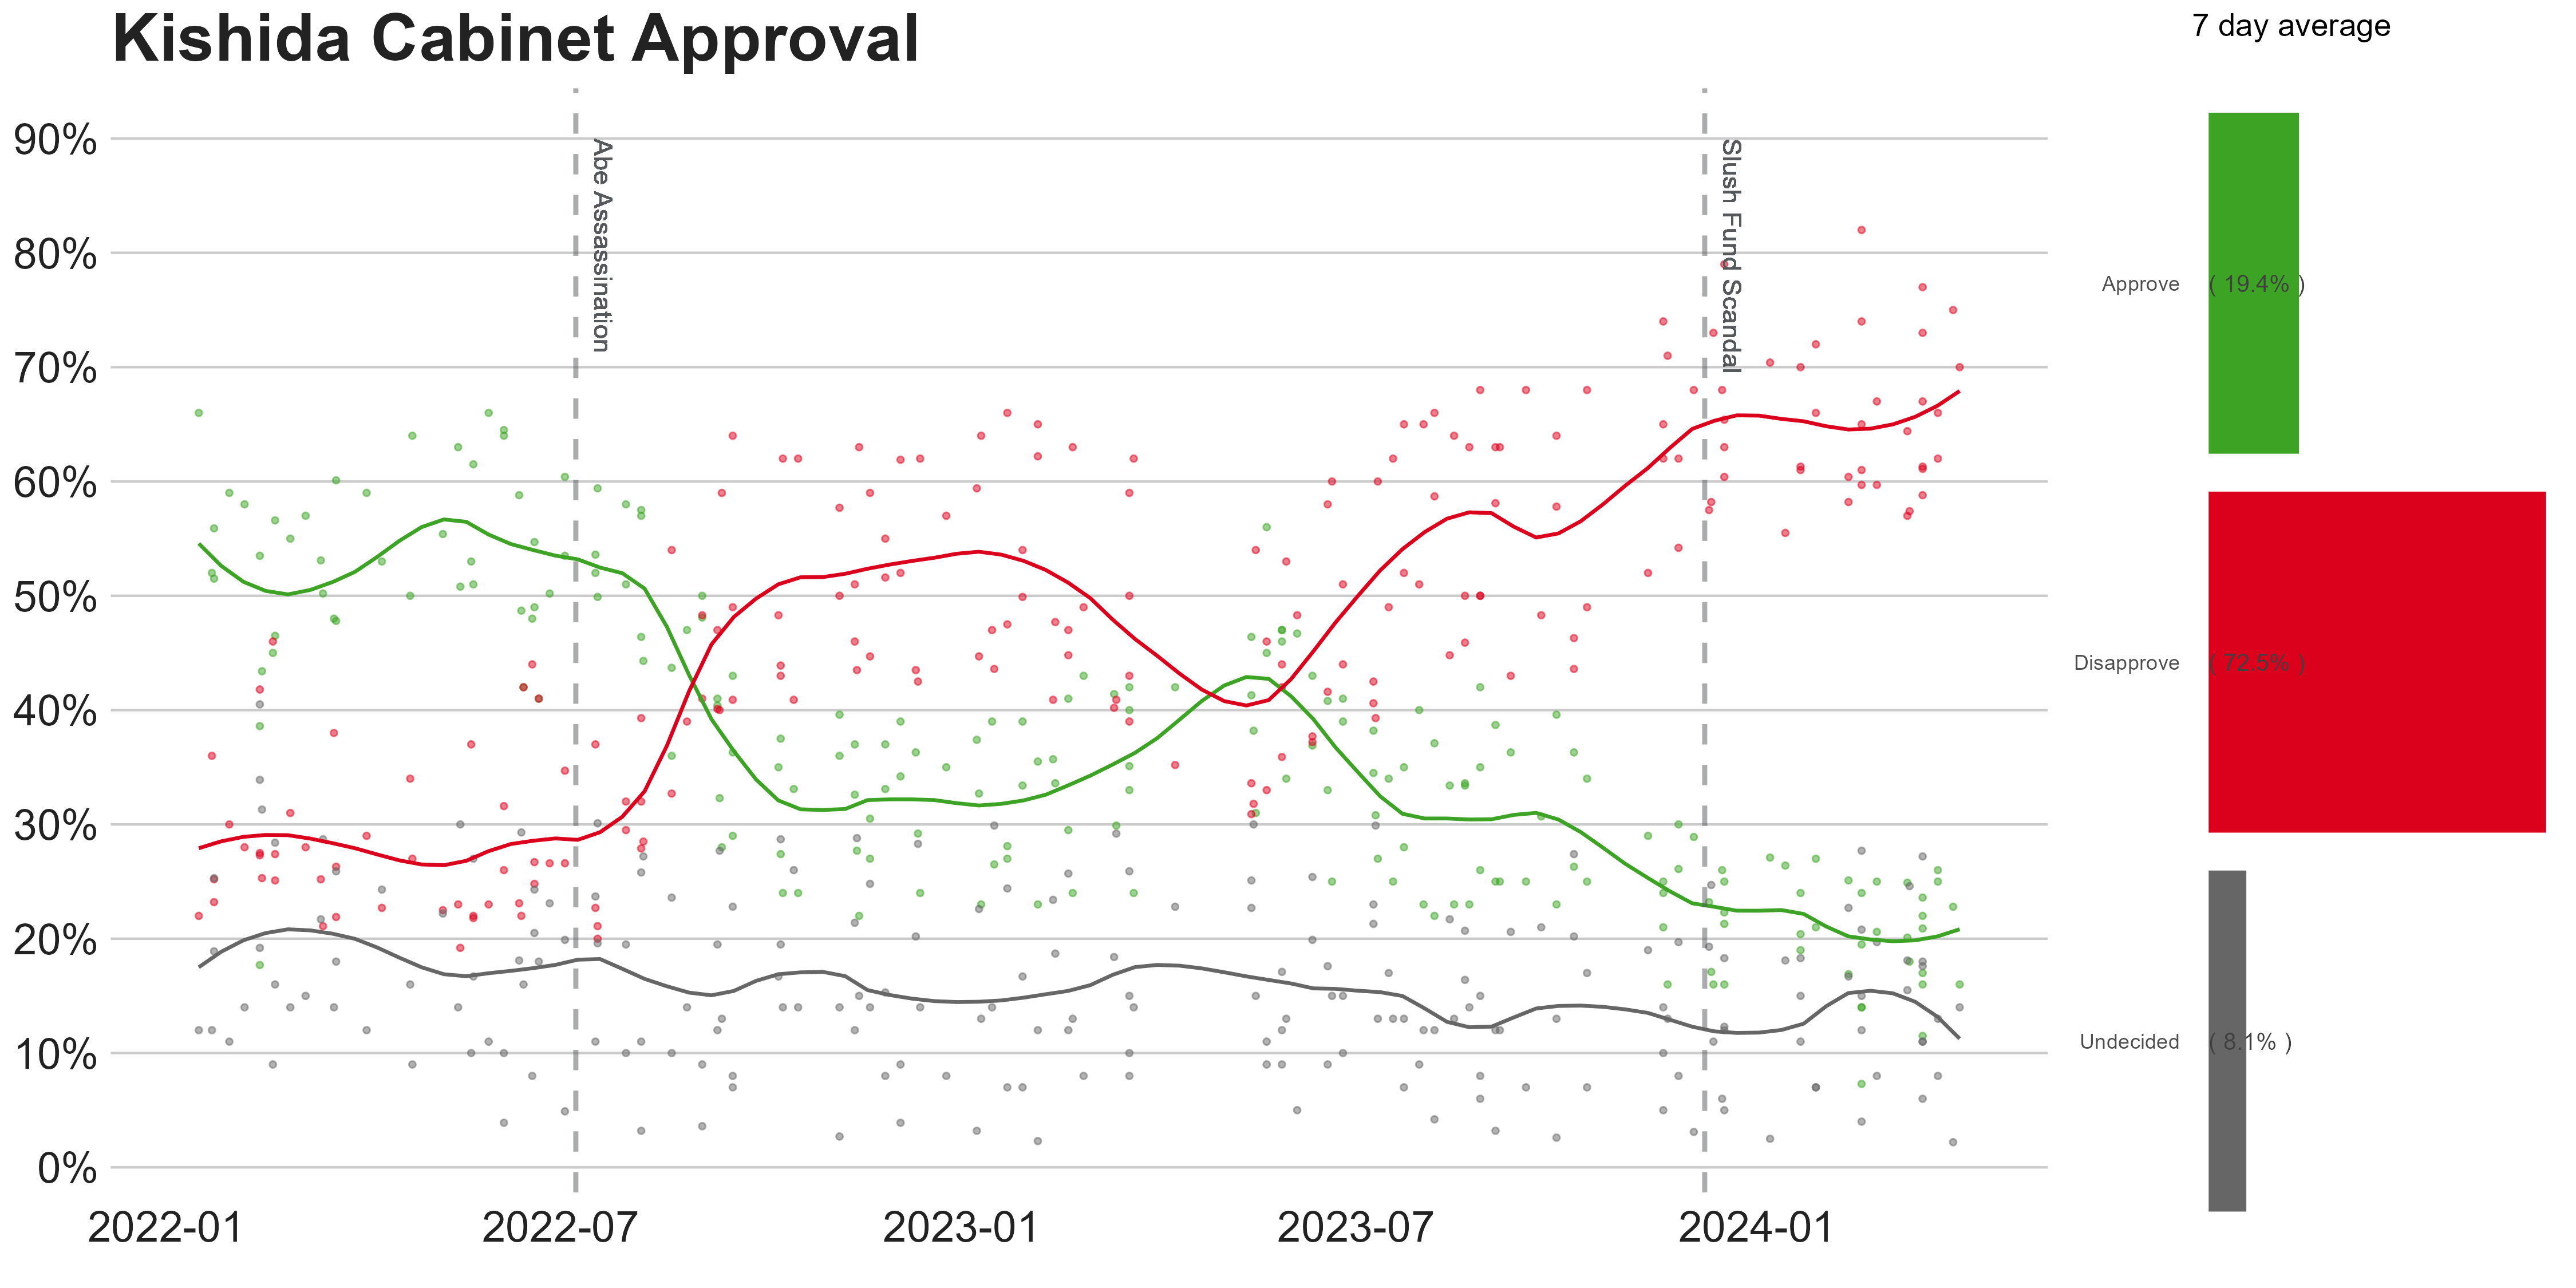 Kishida Cabinet Approval
7 day average
90%
80%
70%
60%
50%
40%
30%
20%
10%
0%
Abe Assassination
Slush Fund Scandal
2022-01
2022-07
2023-01
2023-07
2024-01
Approve
( 19.4% )
Disapprove
( 72.5% )
Undecided
( 8.1% )